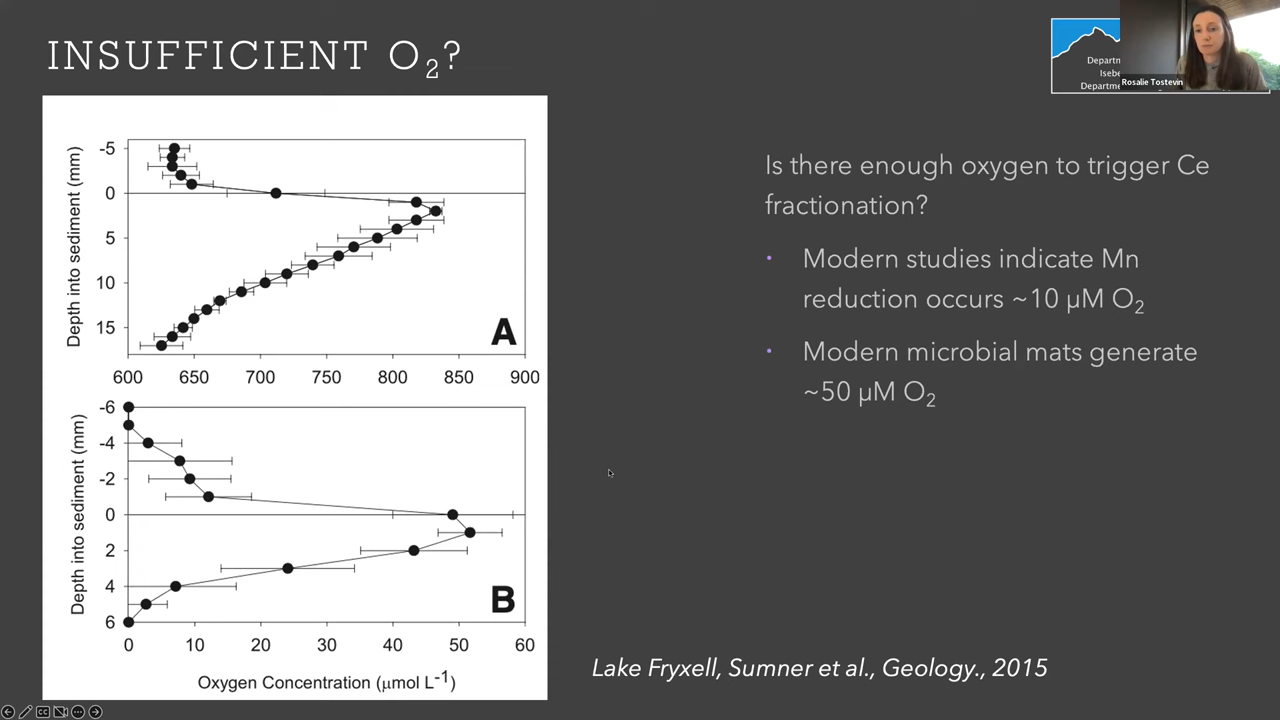 INSUFFICIENT O₂?
Departm
Isebe
Departme
Rosalie Tostevin
Depth into sediment (mm)
-5
0
5
10
15
A
600 650 700 750 800 850 900
Depth into sediment (mm)
-6
-4
-2
0
2
4
6
B
0 10 20 30 40 50 60
Oxygen Concentration (μmol L⁻¹)
Is there enough oxygen to trigger Ce
fractionation?
• Modern studies indicate Mn
reduction occurs ~10 μM O₂
• Modern microbial mats generate
~50 μM O₂
Lake Fryxell, Sumner et al., Geology., 2015